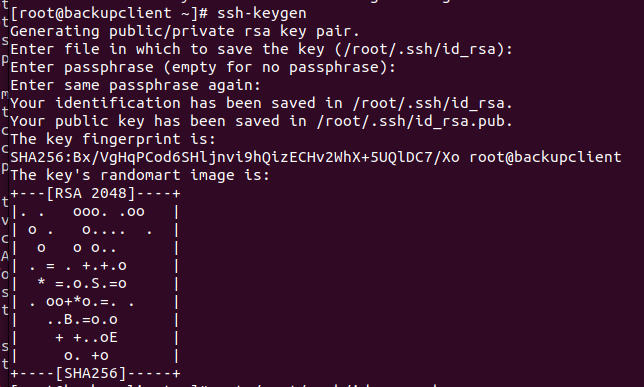 [root@backupclient ~]# ssh-keygen
Generating public/private rsa key pair.
Enter file in which to save the key (/root/.ssh/id_rsa):
Enter passphrase (empty for no passphrase):
Enter same passphrase again:
Your identification has been saved in /root/.ssh/id_rsa.
Your public key has been saved in /root/.ssh/id_rsa.pub.
The key fingerprint is:
SHA256:Bx/VgHqPCod6SHljnvi9hQizECHv2WhX+5UQlDC7/Xo root@backupclient
The key's randomart image is:
+---[RSA 2048]----+
|. .   ooo. .oo   |
| o .   o....  .  |
|  o   o o..      |
| . = . +.+.o     |
|  * =.o.S.=o     |
| . oo+*o.=. .    |
|   ..B.=o.o      |
|    + +..oE      |
|     o. +o       |
+----[SHA256]-----+